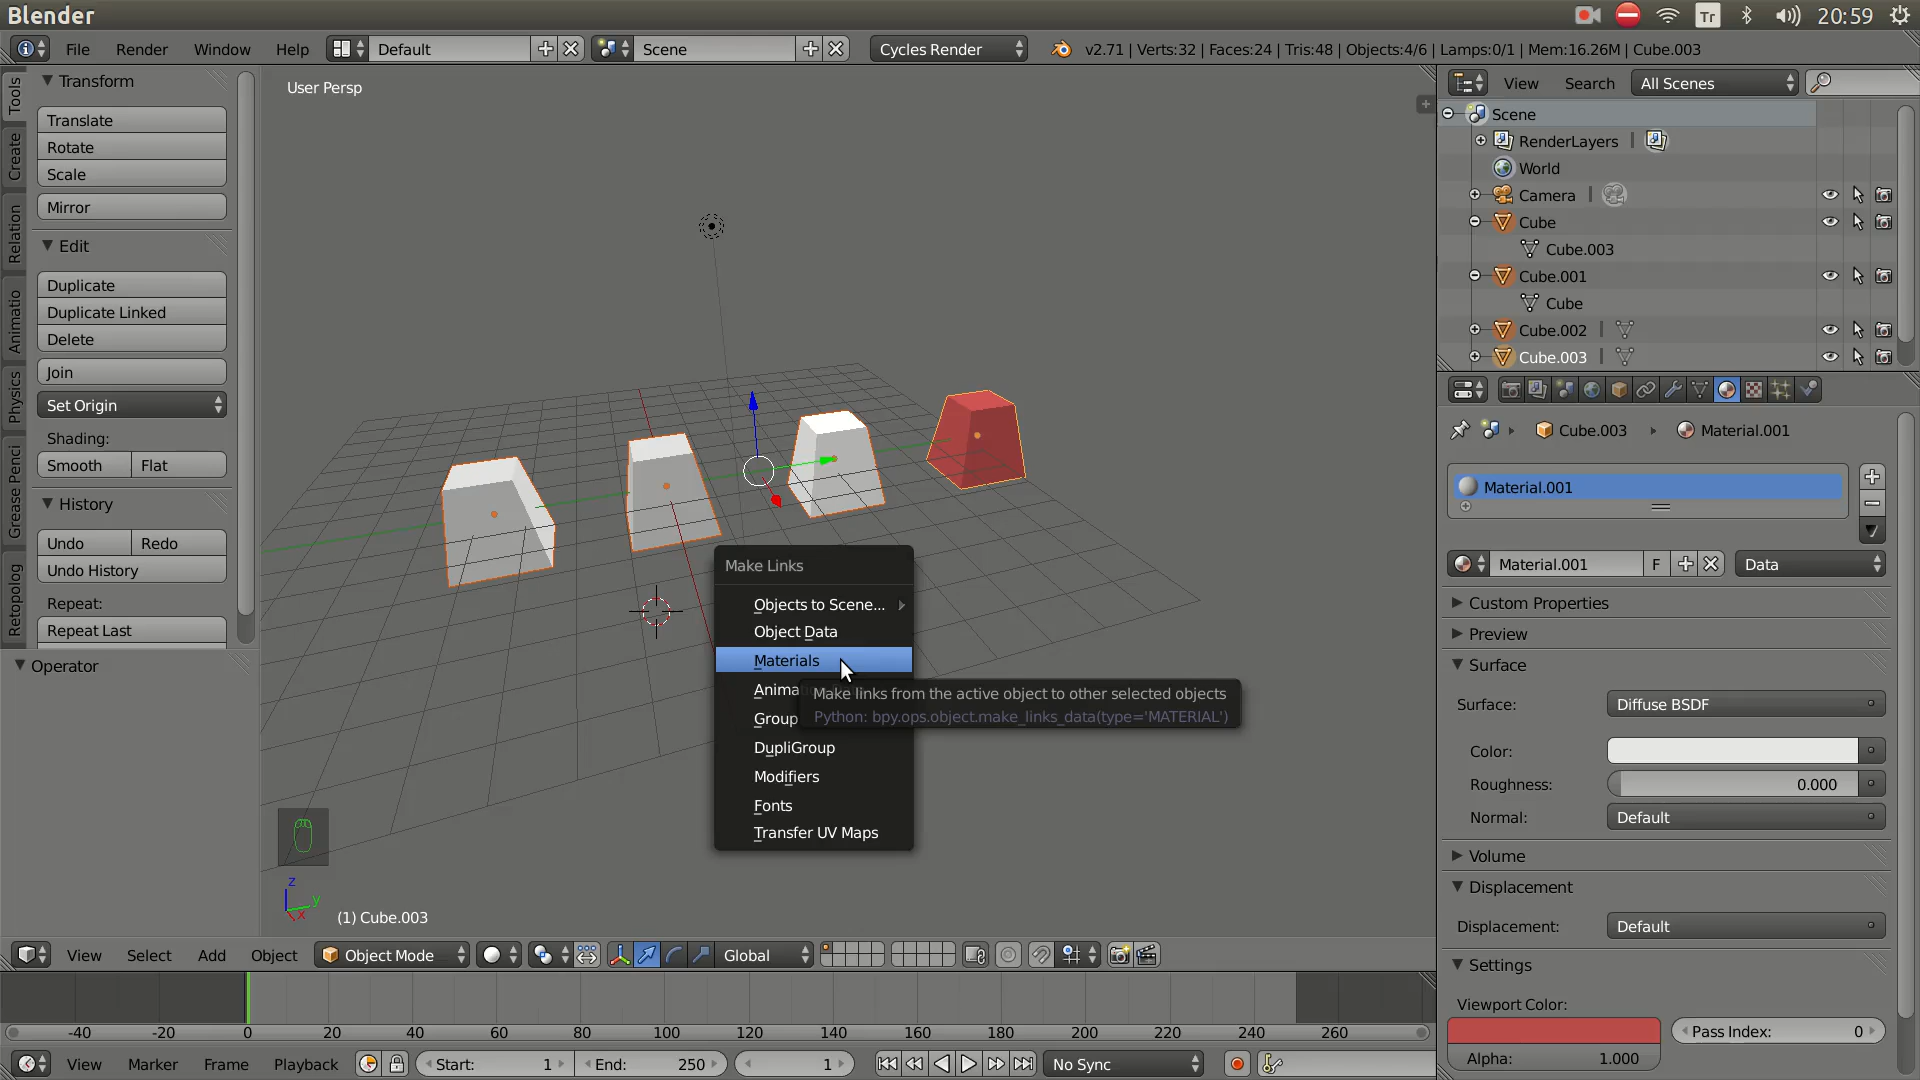 Blender
Tr
20:59
File Render Window Help Default Scene Cycles Render v2.71 | Verts:32 | Faces:24 | Tris:48 | Objects:4/6 | Lamps:0/1 | Mem:16.26M | Cube.003
Tools
Create
Relation
Animatio
Physics
Grease Penci
Retopolog
Transform
Translate
Rotate
Scale
Mirror
Edit
Duplicate
Duplicate Linked
Delete
Join
Set Origin
Shading:
Smooth Flat
History
Undo Redo
Undo History
Repeat:
Repeat Last
Operator
User Persp
Make Links
Objects to Scene...
Object Data
Materials
Anima
Group
DupliGroup
Modifiers
Fonts
Transfer UV Maps
Make links from the active object to other selected objects
Python: bpy.ops.object.make_links_data(type='MATERIAL')
z
y
x
(1) Cube.003
View Select Add Object Object Mode Global
-40 -20 0 20 40 60 80 100 120 140 160 180 200 220 240 260
View Marker Frame Playback Start: 1 End: 250 1 No Sync
View Search All Scenes
Scene
RenderLayers
World
Camera
Cube
Cube.003
Cube.001
Cube
Cube.002
Cube.003
Cube.003 Material.001
Material.001
Material.001 F Data
Custom Properties
Preview
Surface
Surface: Diffuse BSDF
Color:
Roughness: 0.000
Normal: Default
Volume
Displacement
Displacement: Default
Settings
Viewport Color:
Pass Index: 0
Alpha: 1.000